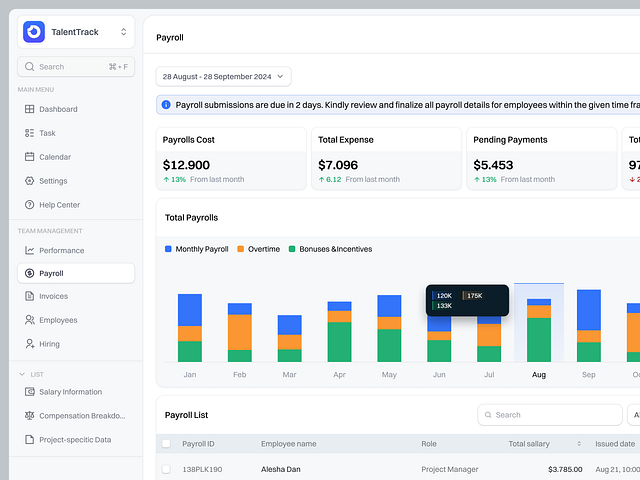 TalentTrack
Search ⌘ + F
MAIN MENU
Dashboard
Task
Calendar
Settings
Help Center
TEAM MANAGEMENT
Performance
Payroll
Invoices
Employees
Hiring
LIST
Salary Information
Compensation Breakdo...
Project-specific Data
Payroll
28 August - 28 September 2024
Payroll submissions are due in 2 days. Kindly review and finalize all payroll details for employees within the given time fra
Payrolls Cost
$12.900
13% From last month
Total Expense
$7.096
6.12 From last month
Pending Payments
$5.453
13% From last month
Tot
97
2
Total Payrolls
Monthly Payroll Overtime Bonuses &Incentives
120K 175K
133K
Jan Feb Mar Apr May Jun Jul Aug Sep Oc
Payroll List
Search
Al
Payroll ID Employee name Role Total sallary Issued date
138PLK190 Alesha Dan Project Manager $3.785.00 Aug 21, 10:00